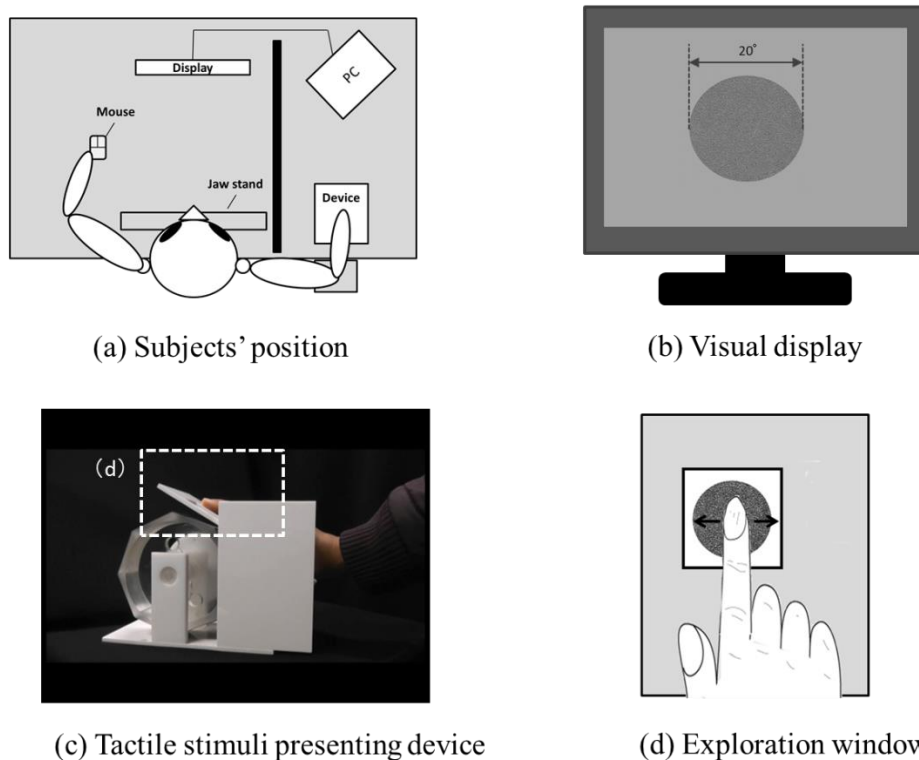 Display
PC
Mouse
Jaw stand
Device
(a) Subjects’ position
20°
(b) Visual display
(d)
(c) Tactile stimuli presenting device
(d) Exploration window